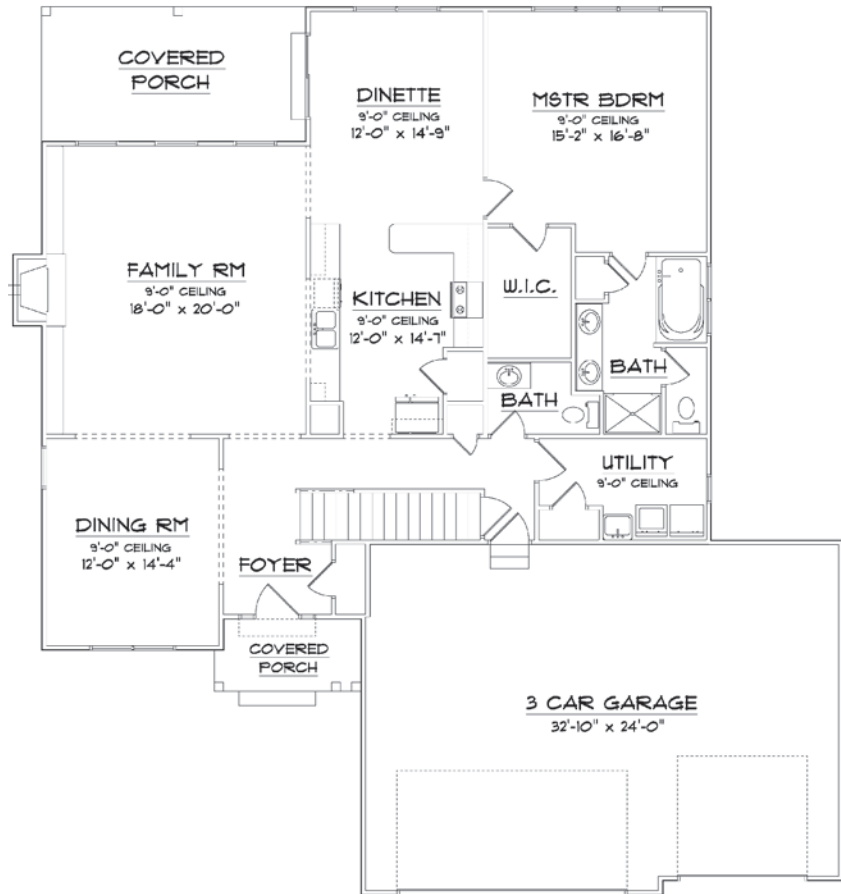 COVERED
PORCH
DINETTE
9'-0" CEILING
12'-0" x 14'-9"
MSTR BDRM
9'-0" CEILING
15'-2" x 16'-8"
FAMILY RM
9'-0" CEILING
18'-0" x 20'-0"
KITCHEN
9'-0" CEILING
12'-0" x 14'-7"
W.I.C.
BATH
BATH
UTILITY
9'-0" CEILING
DINING RM
9'-0" CEILING
12'-0" x 14'-4"
FOYER
COVERED
PORCH
3 CAR GARAGE
32'-10" x 24'-0"